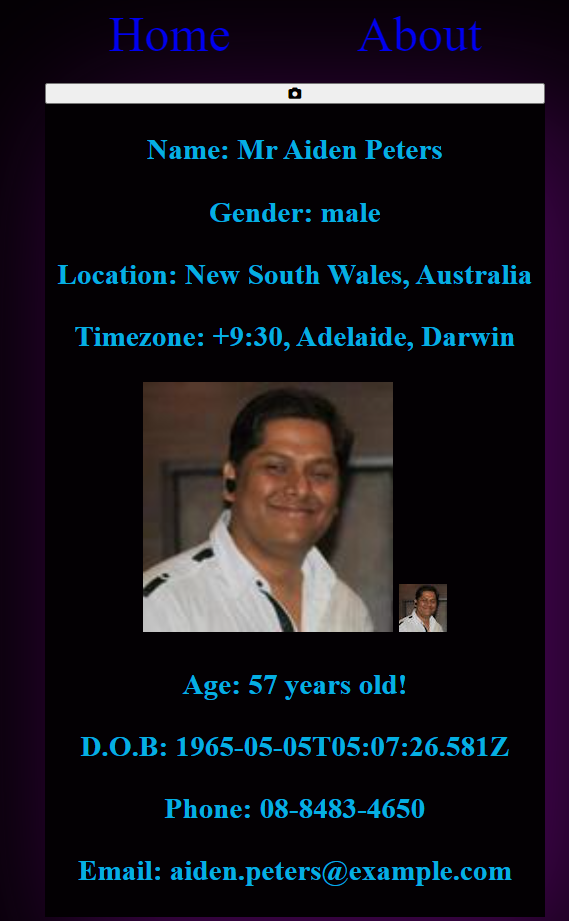 Home About
Name: Mr Aiden Peters
Gender: male
Location: New South Wales, Australia
Timezone: +9:30, Adelaide, Darwin
Age: 57 years old!
D.O.B: 1965-05-05T05:07:26.581Z
Phone: 08-8483-4650
Email: aiden.peters@example.com